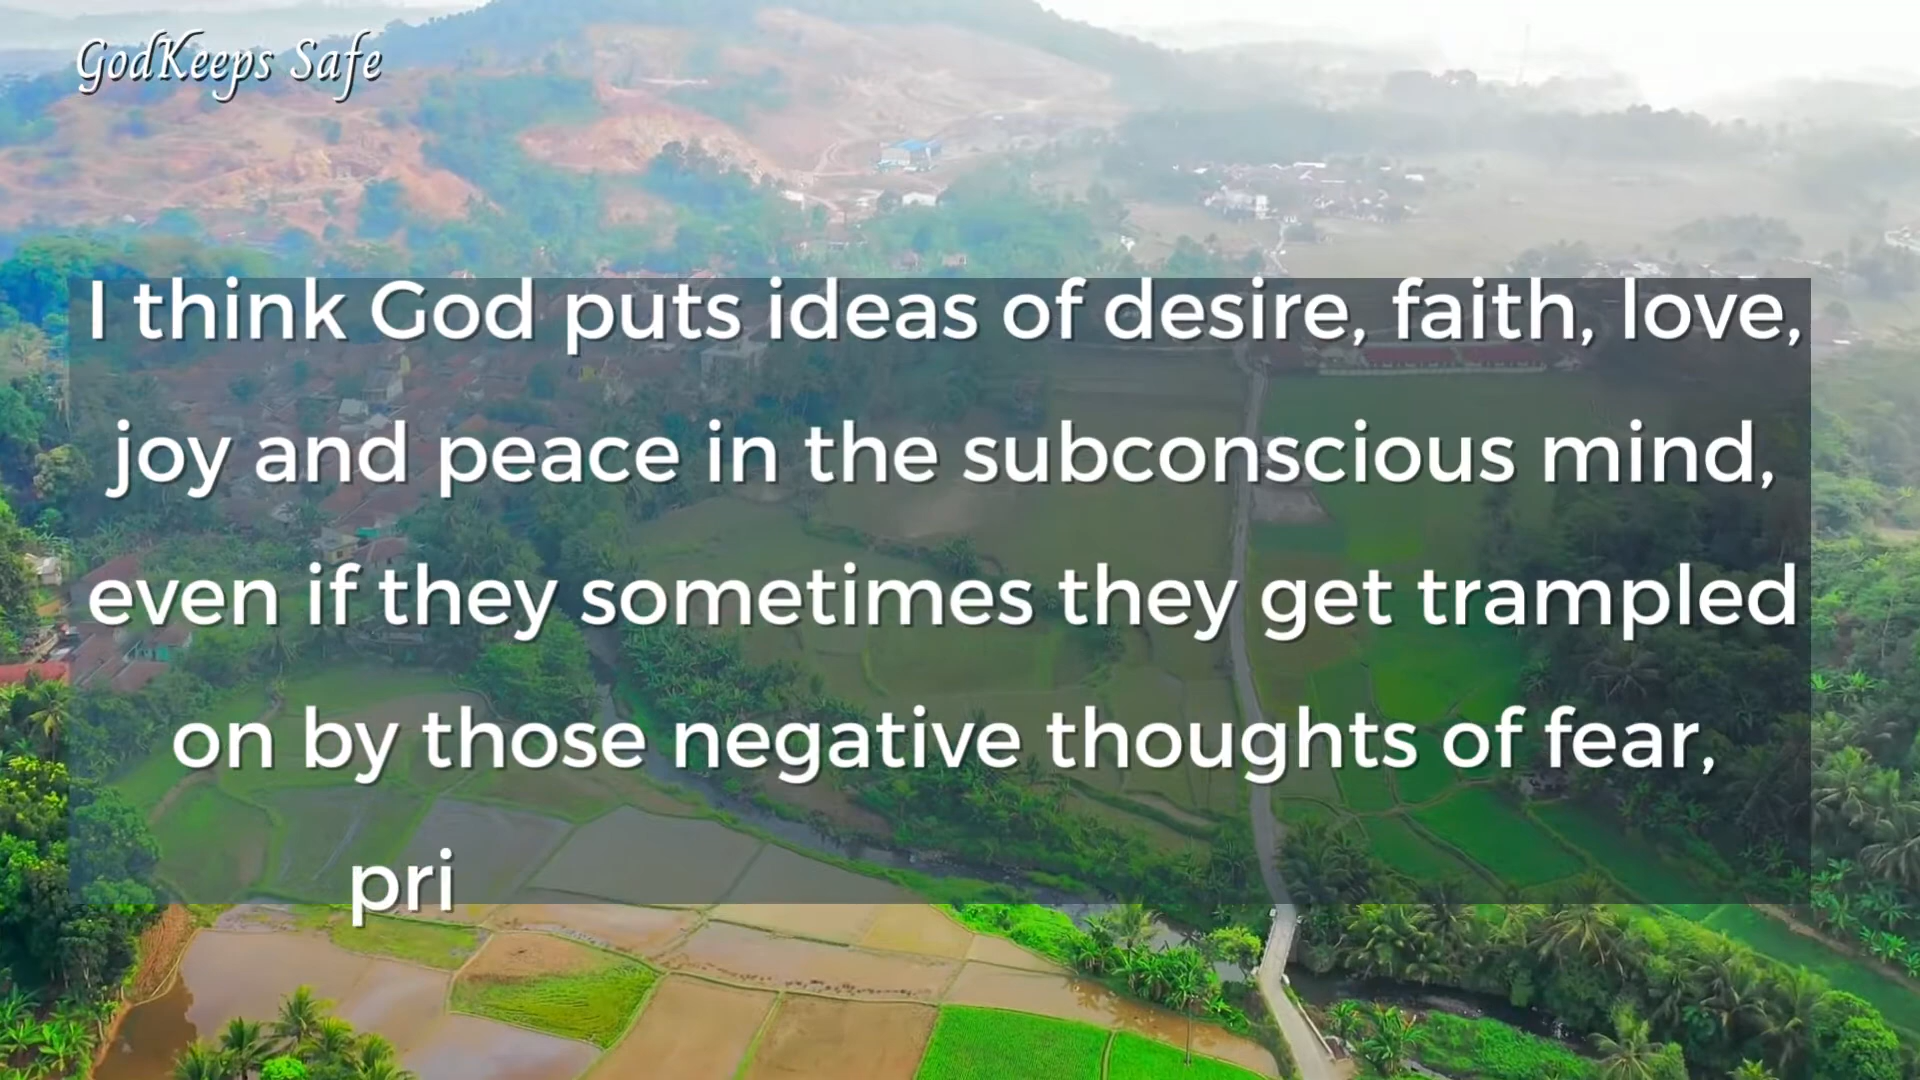 GodKeeps Safe
I think God puts ideas of desire, faith, love,
joy and peace in the subconscious mind,
even if they sometimes they get trampled
on by those negative thoughts of fear,
pri